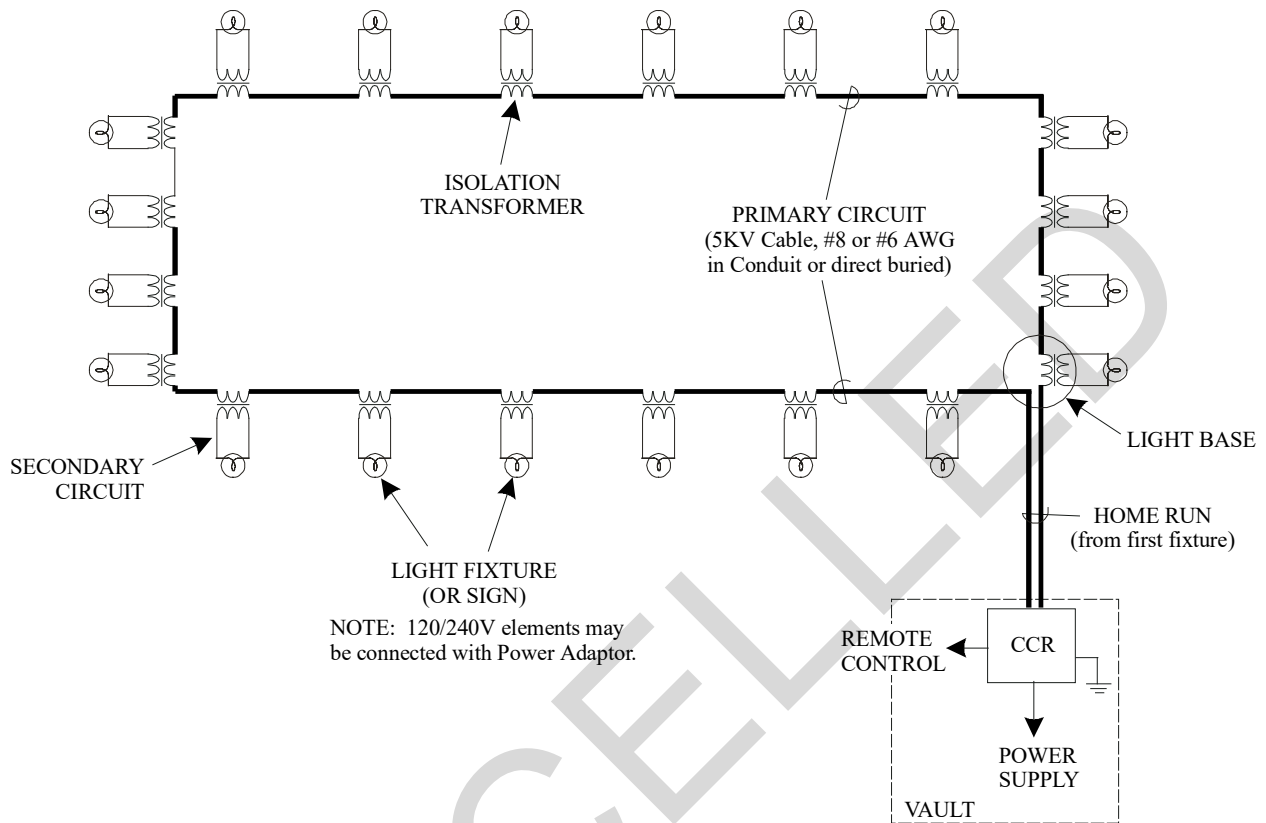 ISOLATION
TRANSFORMER
PRIMARY CIRCUIT
(5KV Cable, #8 or #6 AWG
in Conduit or direct buried)
SECONDARY
CIRCUIT
LIGHT BASE
HOME RUN
(from first fixture)
LIGHT FIXTURE
(OR SIGN)
NOTE: 120/240V elements may
be connected with Power Adaptor.
REMOTE
CONTROL
CCR
POWER
SUPPLY
VAULT
CELLED